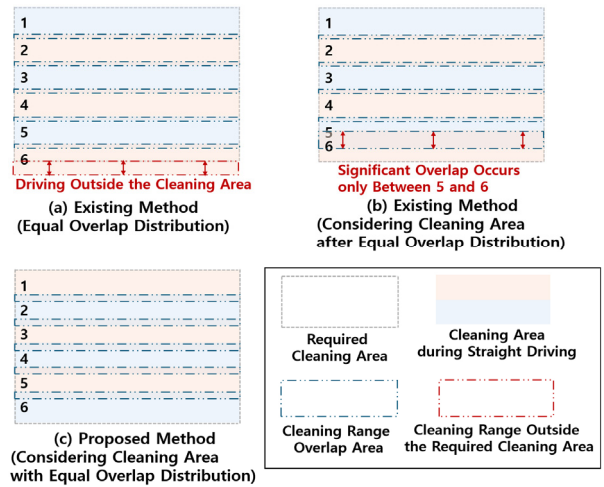 1
2
3
4
5
6
Driving Outside the Cleaning Area
(a) Existing Method
(Equal Overlap Distribution)
1
2
3
4
5
6
Significant Overlap Occurs
only Between 5 and 6
(b) Existing Method
(Considering Cleaning Area
after Equal Overlap Distribution)
1
2
3
4
5
6
(c) Proposed Method
(Considering Cleaning Area
with Equal Overlap Distribution)
Required
Cleaning Area
Cleaning Area
during Straight Driving
Cleaning Range
Overlap Area
Cleaning Range Outside
the Required Cleaning Area